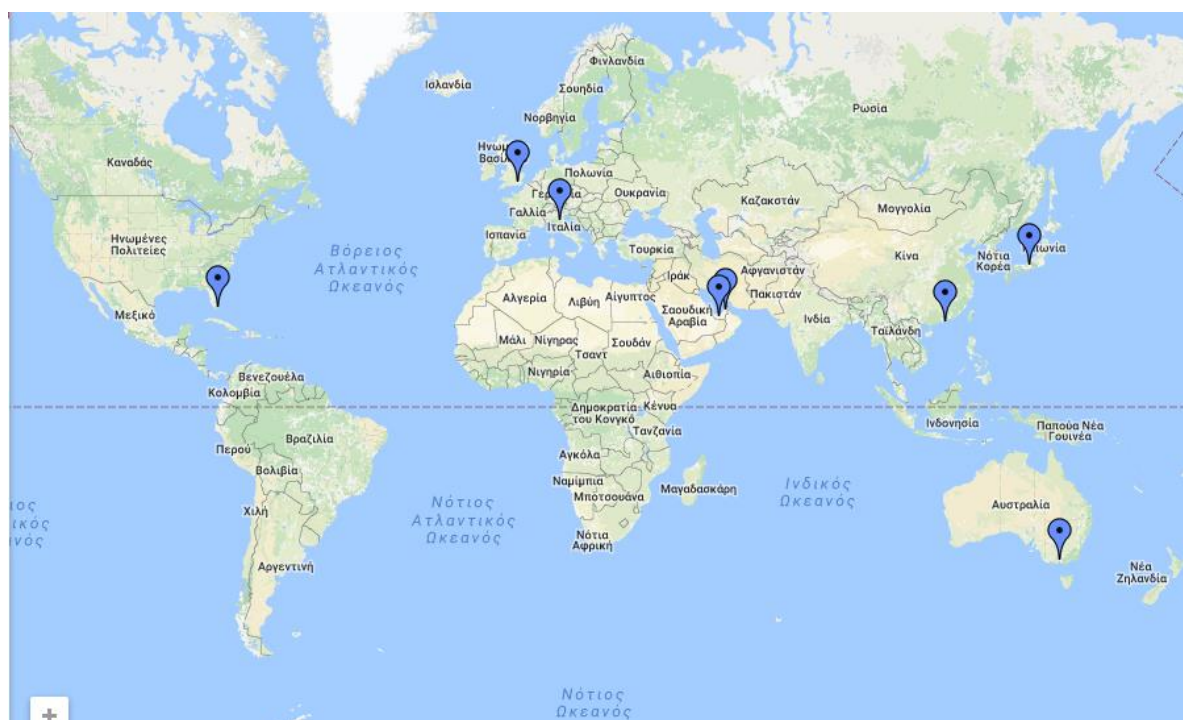 Φινλανδία
Ισλανδία
Σουηδία
Ρωσία
Νορβηγία
Καναδάς
Πολωνία
Ουκρανία
Καζακστάν
Μογγολία
Γαλλία
Ιταλία
Ισπανία
Τουρκία
Ηνωμένες
Πολιτείες
Βόρειος
Ατλαντικός
Ωκεανός
Κίνα
Νότια
Κορέα
Ιράκ
Αφγανιστάν
Πακιστάν
Αλγερία
Λιβύη
Αίγυπτος
Σαουδική
Αραβία
Ινδία
Μεξικό
Μάλι
Νίγηρας
Σουδάν
Τσαντ
Ταϊλάνδη
Νιγηρία
Αιθιοπία
Βενεζουέλα
Κολομβία
Δημοκρατία
του Κονγκό
Κένυα
Τανζανία
Ινδονησία
Παπούα Νέα
Γουινέα
Περού
Βραζιλία
Βολιβία
Αγκόλα
Ναμίμπια
Μποτσουάνα
Μαγαδασκάρη
Ινδικός
Ωκεανός
Αυστραλία
Χιλή
Νότιος
Ατλαντικός
Ωκεανός
Νότια
Αφρική
Αργεντινή
Νέα
Ζηλανδία
Νότιος
Ωκεανός
+